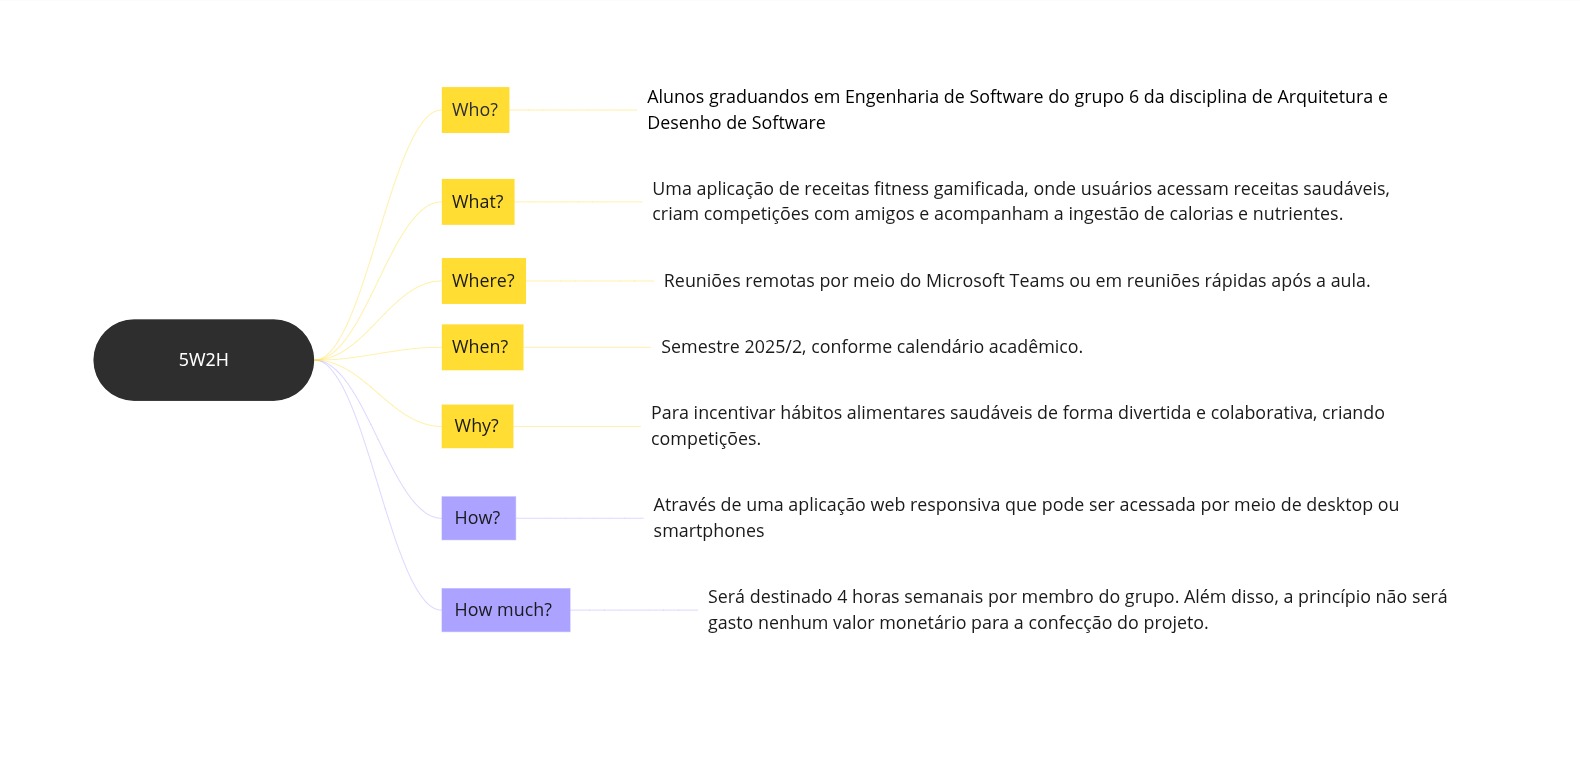 5W2H
Who?
Alunos graduandos em Engenharia de Software do grupo 6 da disciplina de Arquitetura e
Desenho de Software
What?
Uma aplicação de receitas fitness gamificada, onde usuários acessam receitas saudáveis,
criam competições com amigos e acompanham a ingestão de calorias e nutrientes.
Where?
Reuniões remotas por meio do Microsoft Teams ou em reuniões rápidas após a aula.
When?
Semestre 2025/2, conforme calendário acadêmico.
Why?
Para incentivar hábitos alimentares saudáveis de forma divertida e colaborativa, criando
competições.
How?
Através de uma aplicação web responsiva que pode ser acessada por meio de desktop ou
smartphones
How much?
Será destinado 4 horas semanais por membro do grupo. Além disso, a princípio não será
gasto nenhum valor monetário para a confecção do projeto.